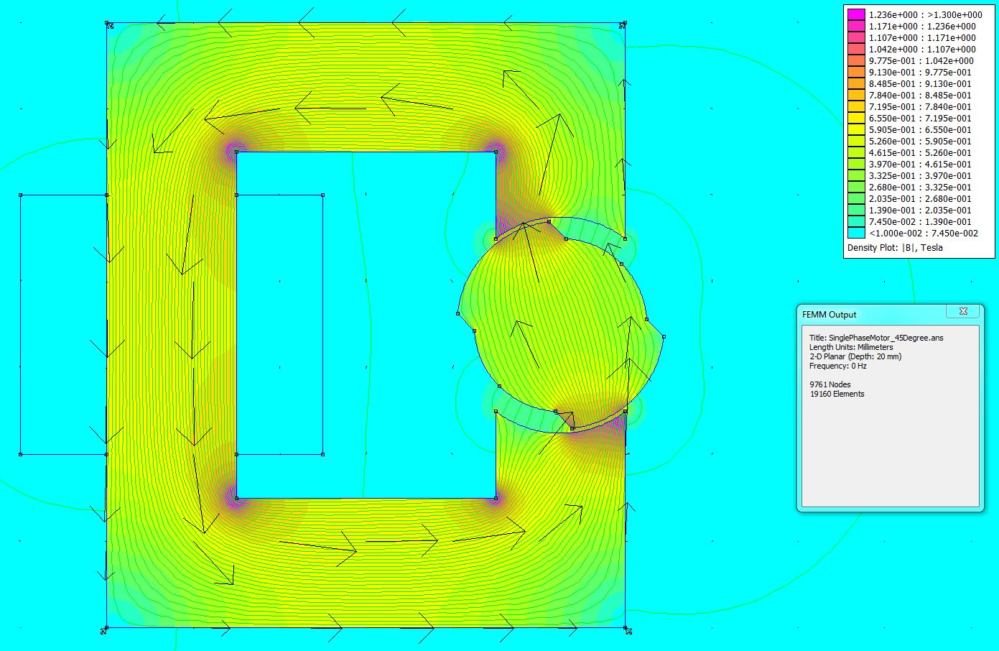 1.236e+000 : >1.300e+000
1.171e+000 : 1.236e+000
1.107e+000 : 1.171e+000
1.042e+000 : 1.107e+000
9.775e-001 : 1.042e+000
9.130e-001 : 9.775e-001
8.485e-001 : 9.130e-001
7.840e-001 : 8.485e-001
7.195e-001 : 7.840e-001
6.550e-001 : 7.195e-001
5.905e-001 : 6.550e-001
5.260e-001 : 5.905e-001
4.615e-001 : 5.260e-001
3.970e-001 : 4.615e-001
3.325e-001 : 3.970e-001
2.680e-001 : 3.325e-001
2.035e-001 : 2.680e-001
1.390e-001 : 2.035e-001
7.450e-002 : 1.390e-001
<1.000e-002 : 7.450e-002
Density Plot: |B|, Tesla
FEMM Output
Title: SinglePhaseMotor_45Degree.ans
Length Units: Millimeters
2-D Planar (Depth: 20 mm)
Frequency: 0 Hz
9761 Nodes
19160 Elements